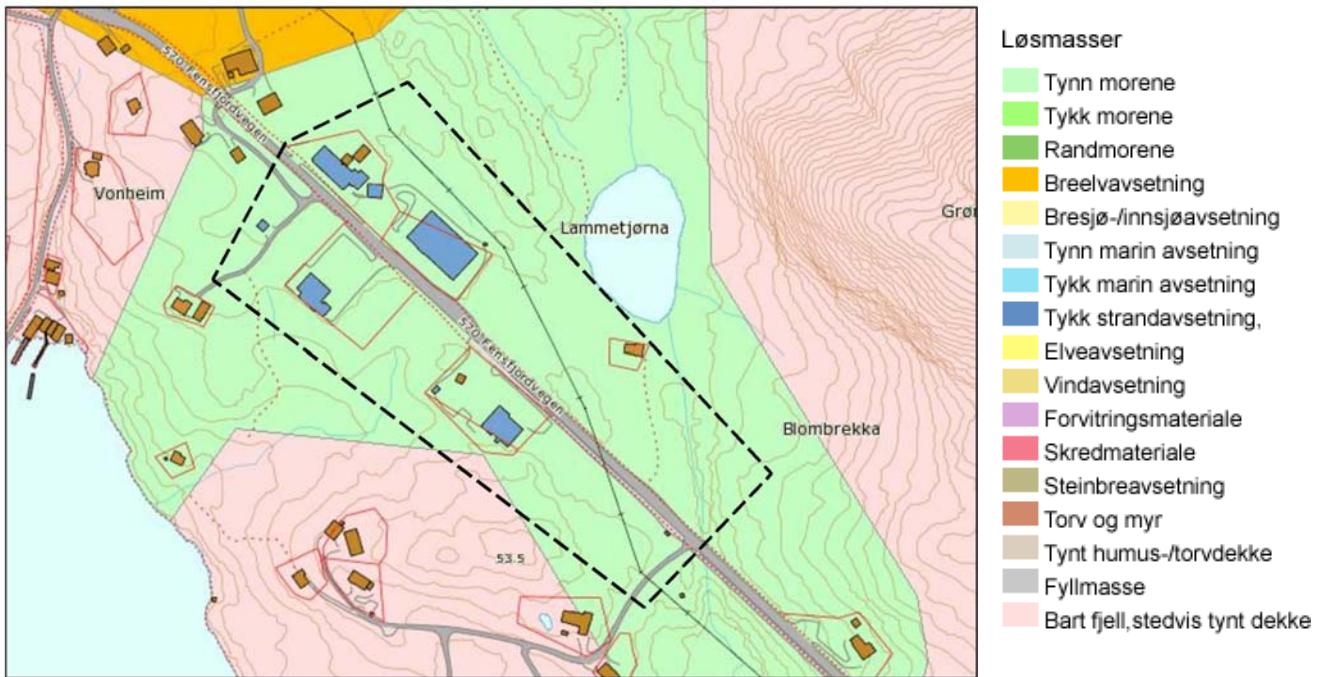 570 Fensfjordvegen
Vonheim
Lammetjørna
570 Fensfjordvegen
Blombrekka
53.5
Løsmasser
Tynn morene
Tykk morene
Randmorene
Breelvavsetning
Bresjø-/innsjøavsetning
Tynn marin avsetning
Tykk marin avsetning
Tykk strandavsetning,
Elveavsetning
Vindavsetning
Forvitringsmateriale
Skredmateriale
Steinbreavsetning
Torv og myr
Tynt humus-/torvdekke
Fyllmasse
Bart fjell,stedvis tynt dekke